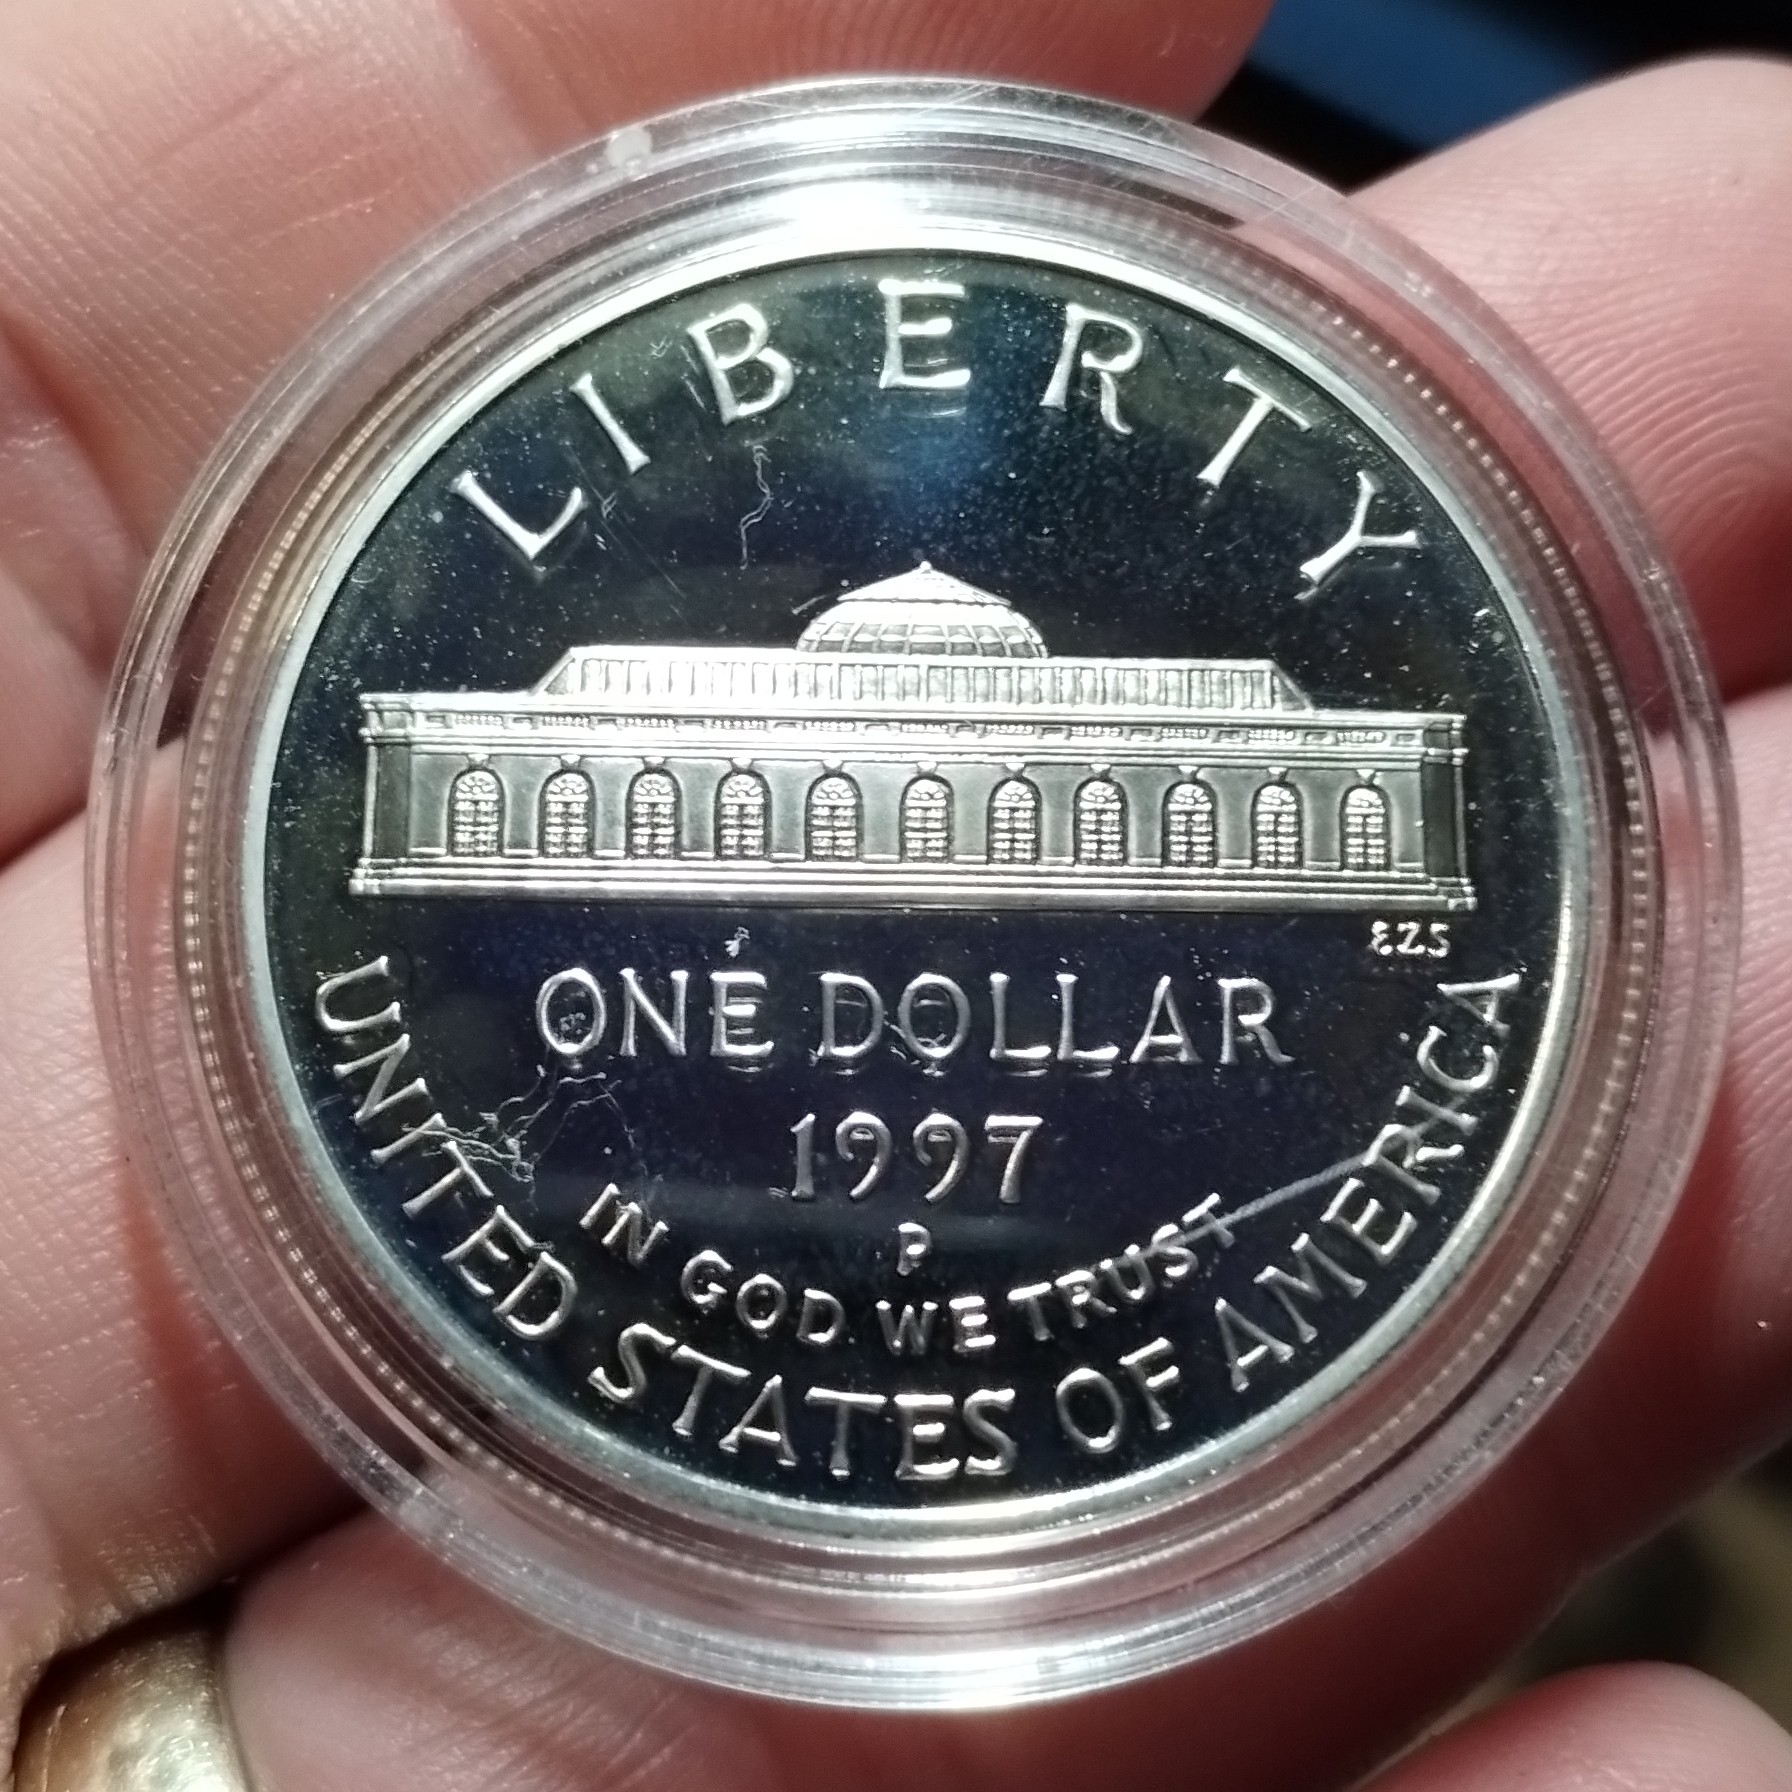 LIBERTY
EZS
ONE DOLLAR
1997
P
IN GOD WE TRUST
UNITED STATES OF AMERICA